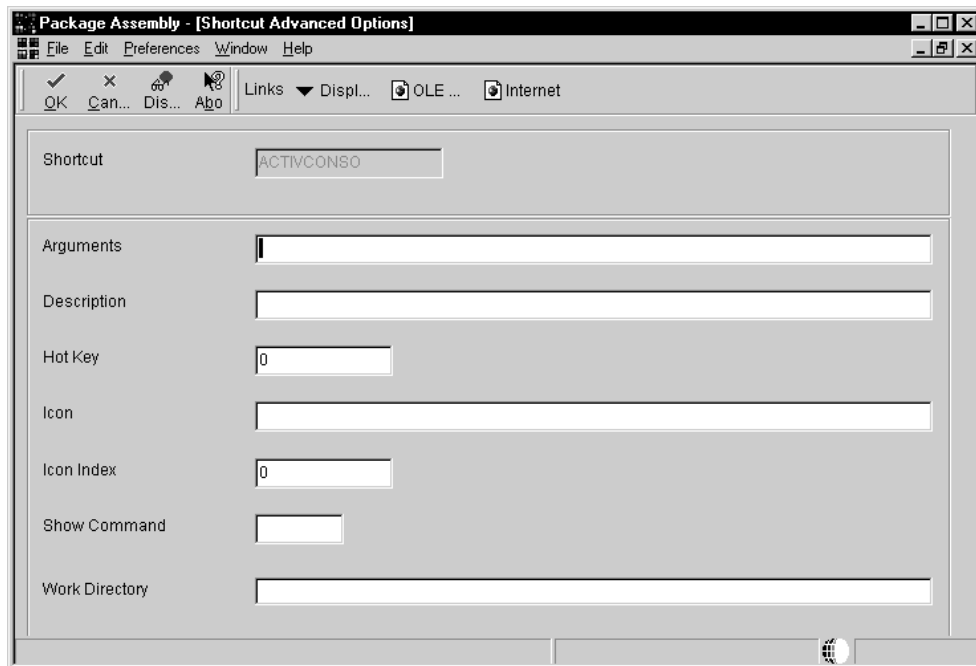 Package Assembly - [Shortcut Advanced Options]
File Edit Preferences Window Help
OK Can... Dis... Abo Links Displ... OLE ... Internet
Shortcut ACTIVCONSO
Arguments
Description
Hot Key 0
Icon
Icon Index 0
Show Command
Work Directory